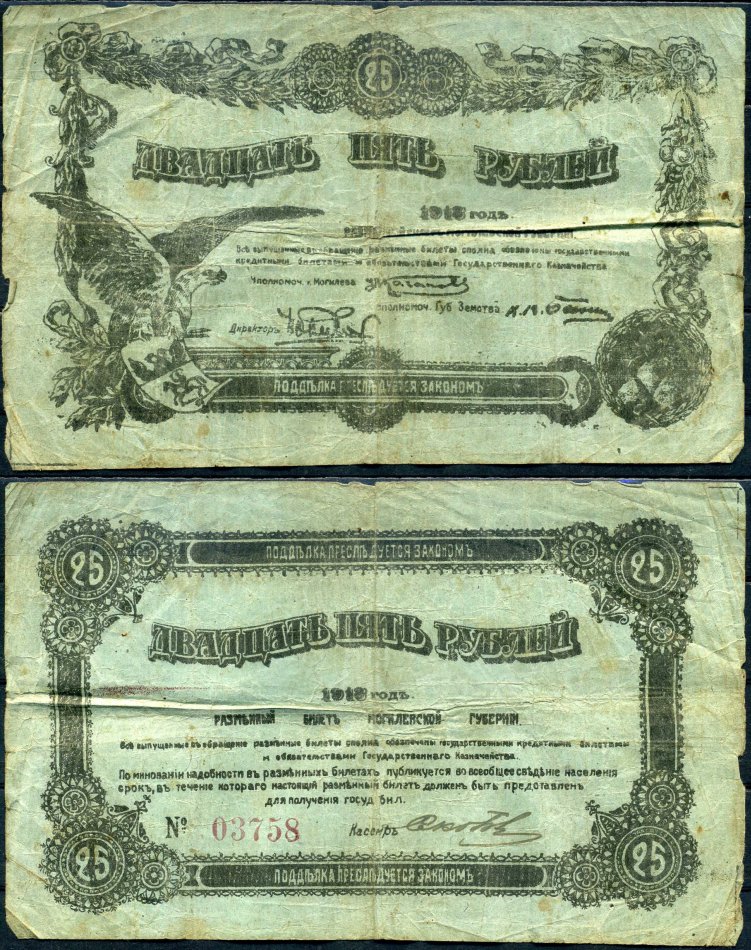 25
ДВАДЦАТЬ ПЯТЬ РУБЛЕЙ
1918 годъ.
Всѣ выпущенные въ обращеніе размѣнные билеты сполна обезпечены государственными
кредитными билетами и обязательствами Государственнаго Казначейства
Уполномоч. г. Могилева
Уполномоч. Губ Земства
Директоръ
ПОДДѢЛКА ПРЕСЛѢДУЕТСЯ ЗАКОНОМЪ
25 ПОДДѢЛКА ПРЕСЛѢДУЕТСЯ ЗАКОНОМЪ 25
ДВАДЦАТЬ ПЯТЬ РУБЛЕЙ
1918 годъ.
РАЗМѢННЫЙ БИЛЕТЪ МОГИЛЕВСКОЙ ГУБЕРНІИ.
Всѣ выпущенные въ обращеніе размѣнные билеты сполна обезпечены государственными кредитными билетами
и обязательствами Государственнаго Казначейства.
По минованіи надобности въ размѣнныхъ билетахъ публикуется во всеобщее свѣдѣніе населенія
срокъ, въ теченіе котораго настоящій размѣнный билетъ долженъ быть представленъ
для полученія госуд бил.
№ 03758 Кассиръ
25 ПОДДѢЛКА ПРЕСЛѢДУЕТСЯ ЗАКОНОМЪ 25